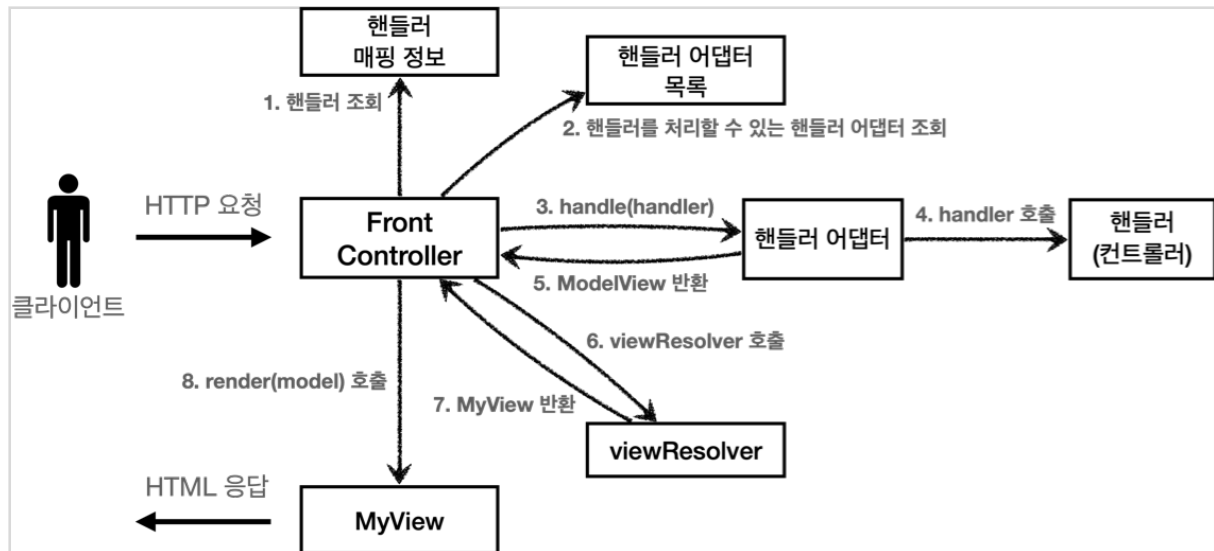 핸들러
매핑 정보
핸들러 어댑터
목록
1. 핸들러 조회
2. 핸들러를 처리할 수 있는 핸들러 어댑터 조회
HTTP 요청
Front
Controller
3. handle(handler)
핸들러 어댑터
4. handler 호출
핸들러
(컨트롤러)
5. ModelView 반환
클라이언트
6. viewResolver 호출
8. render(model) 호출
7. MyView 반환
viewResolver
HTML 응답
MyView